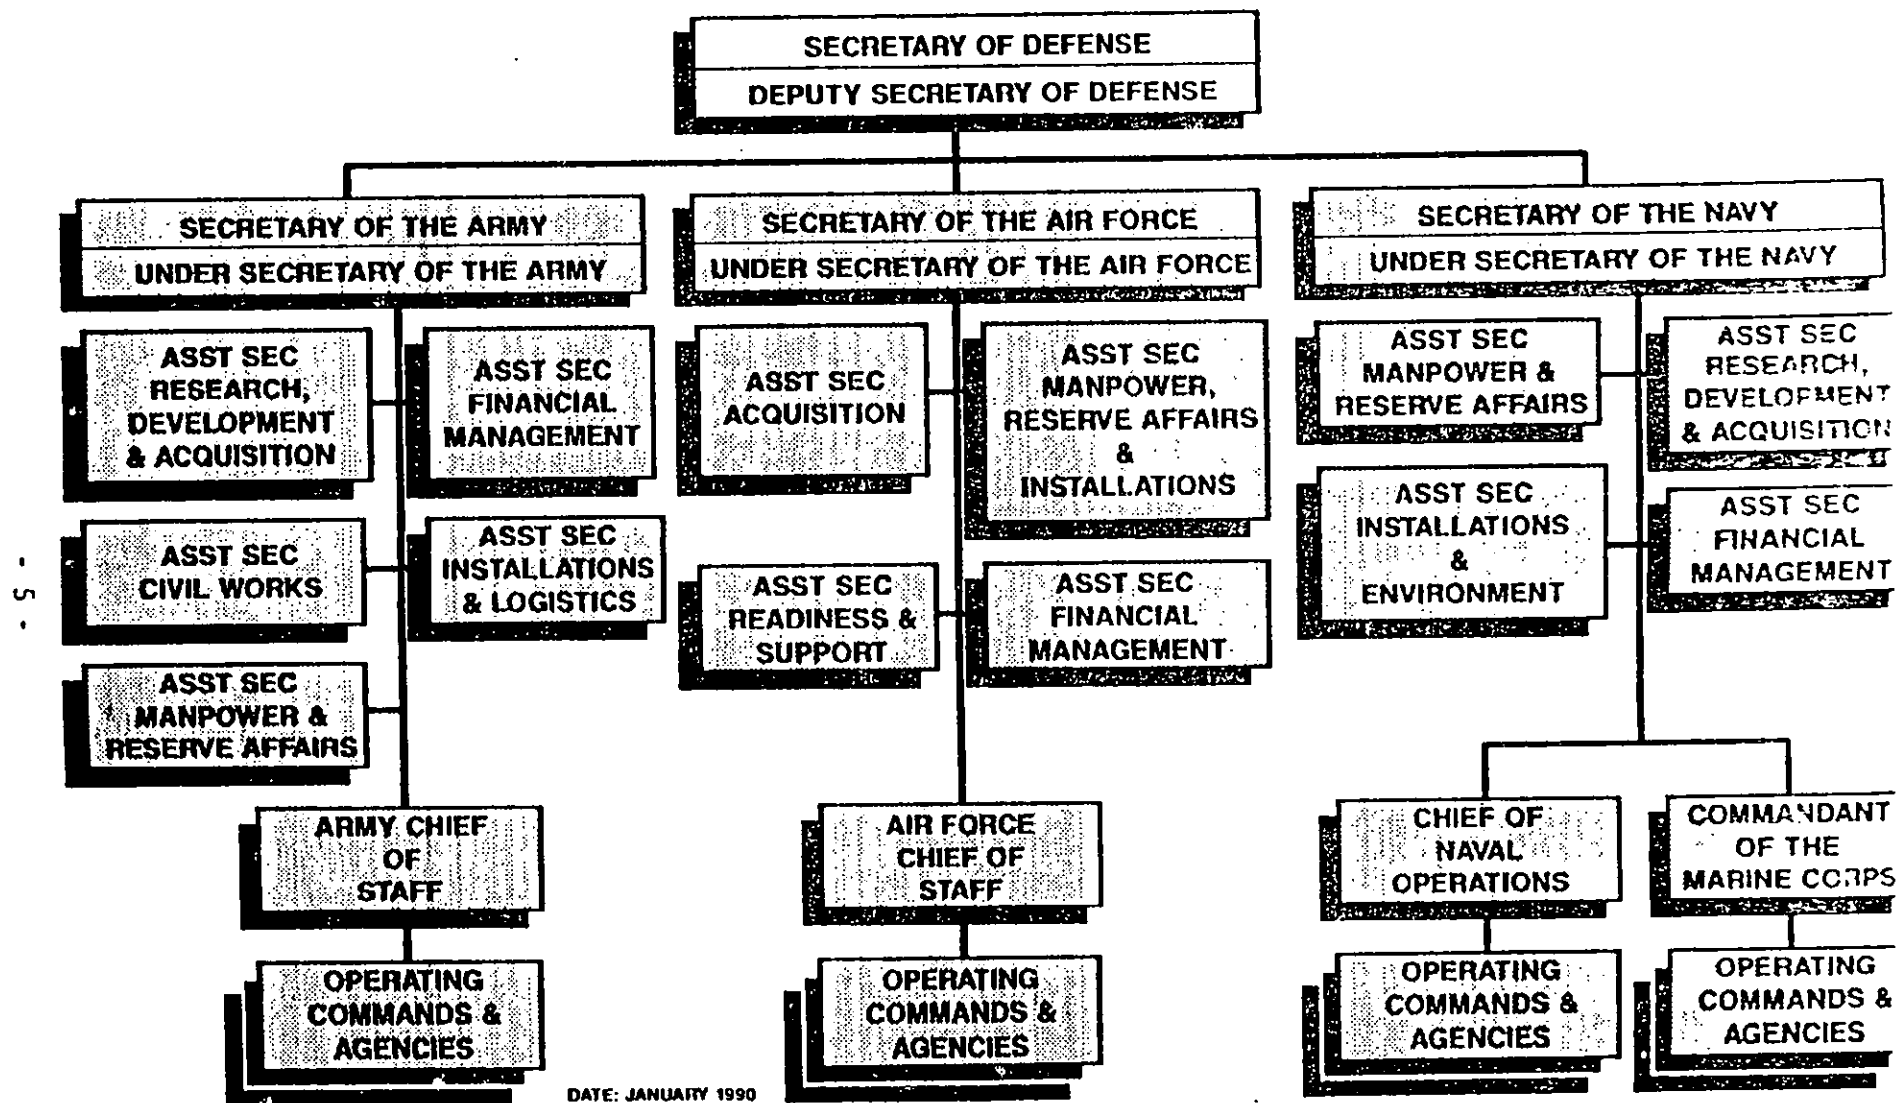 SECRETARY OF DEFENSE
DEPUTY SECRETARY OF DEFENSE
SECRETARY OF THE ARMY
UNDER SECRETARY OF THE ARMY
SECRETARY OF THE AIR FORCE
UNDER SECRETARY OF THE AIR FORCE
SECRETARY OF THE NAVY
UNDER SECRETARY OF THE NAVY
ASST SEC
RESEARCH,
DEVELOPMENT
& ACQUISITION
ASST SEC
FINANCIAL
MANAGEMENT
ASST SEC
CIVIL WORKS
ASST SEC
INSTALLATIONS
& LOGISTICS
ASST SEC
MANPOWER &
RESERVE AFFAIRS
ASST SEC
ACQUISITION
ASST SEC
MANPOWER,
RESERVE AFFAIRS
&
INSTALLATIONS
ASST SEC
READINESS &
SUPPORT
ASST SEC
FINANCIAL
MANAGEMENT
ASST SEC
MANPOWER &
RESERVE AFFAIRS
ASST SEC
RESEARCH,
DEVELOPMENT
& ACQUISITION
ASST SEC
INSTALLATIONS
&
ENVIRONMENT
ASST SEC
FINANCIAL
MANAGEMENT
ARMY CHIEF
OF
STAFF
AIR FORCE
CHIEF OF
STAFF
CHIEF OF
NAVAL
OPERATIONS
COMMANDANT
OF THE
MARINE CORPS
OPERATING
COMMANDS &
AGENCIES
OPERATING
COMMANDS &
AGENCIES
OPERATING
COMMANDS &
AGENCIES
OPERATING
COMMANDS &
AGENCIES
DATE: JANUARY 1990
- 5 -